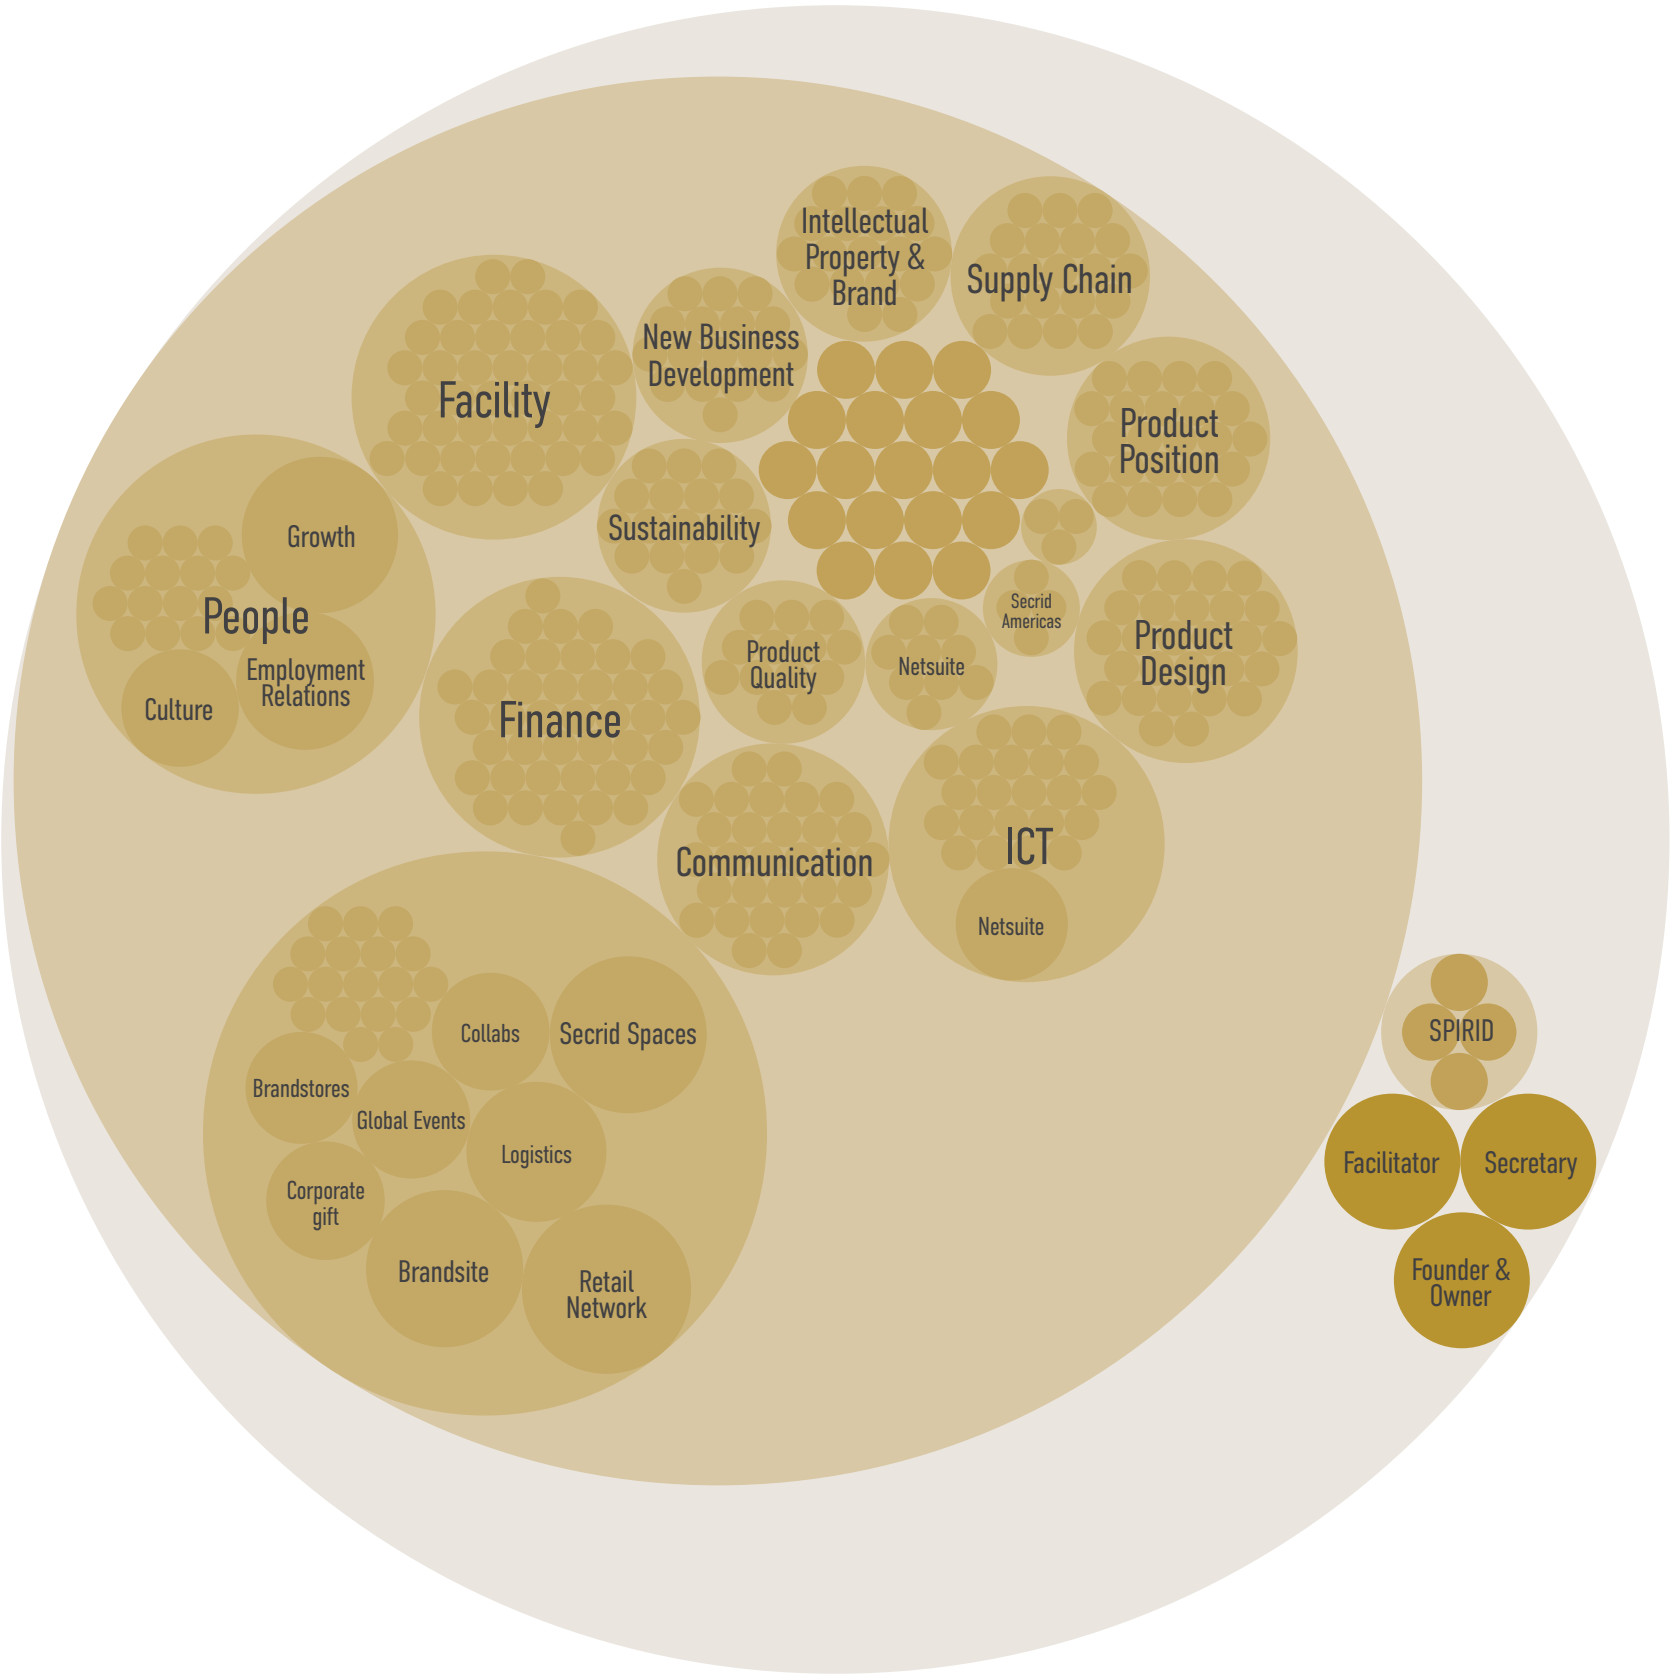 Intellectual
Property &
Brand
Supply Chain
New Business
Development
Facility
Product
Position
Growth
Sustainability
People
Secrid
Americas
Employment
Relations
Product
Quality
Netsuite
Product
Design
Culture
Finance
Communication
ICT
Netsuite
Collabs
Secrid Spaces
SPIRID
Brandstores
Global Events
Logistics
Facilitator
Secretary
Corporate
gift
Brandsite
Retail
Network
Founder &
Owner